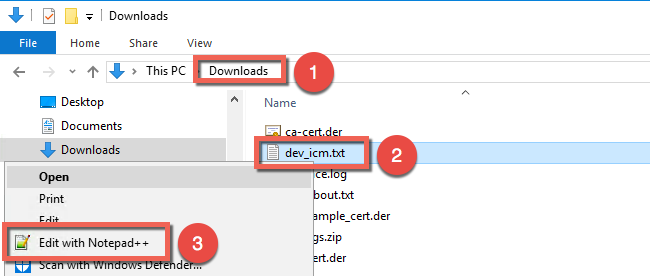 Downloads
File Home Share View
This PC Downloads
1
Desktop
Documents
Downloads
Name
ca-cert.der
dev_icm.txt
2
ce.log
bout.txt
ample_cert.der
gs.zip
cert.der
Open
Print
Edit
Edit with Notepad++
3
Scan with Windows Defender...